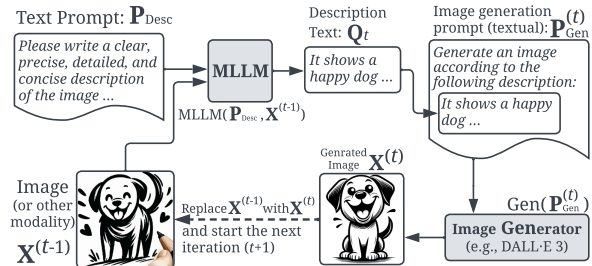 Text Prompt: P_Desc
Please write a clear,
precise, detailed, and
concise description
of the image ...
MLLM
MLLM(P_Desc, X^(t-1))
Description
Text: Q_t
It shows a
happy dog ...
Image generation
prompt (textual): P_Gen^(t)
Generate an image
according to the
following description:
It shows a happy
dog ...
Image
(or other
modality)
X^(t-1)
Replace X^(t-1) with X^(t)
and start the next
iteration (t+1)
Genrated
Image X^(t)
Gen(P_Gen^(t))
Image Generator
(e.g., DALL·E 3)